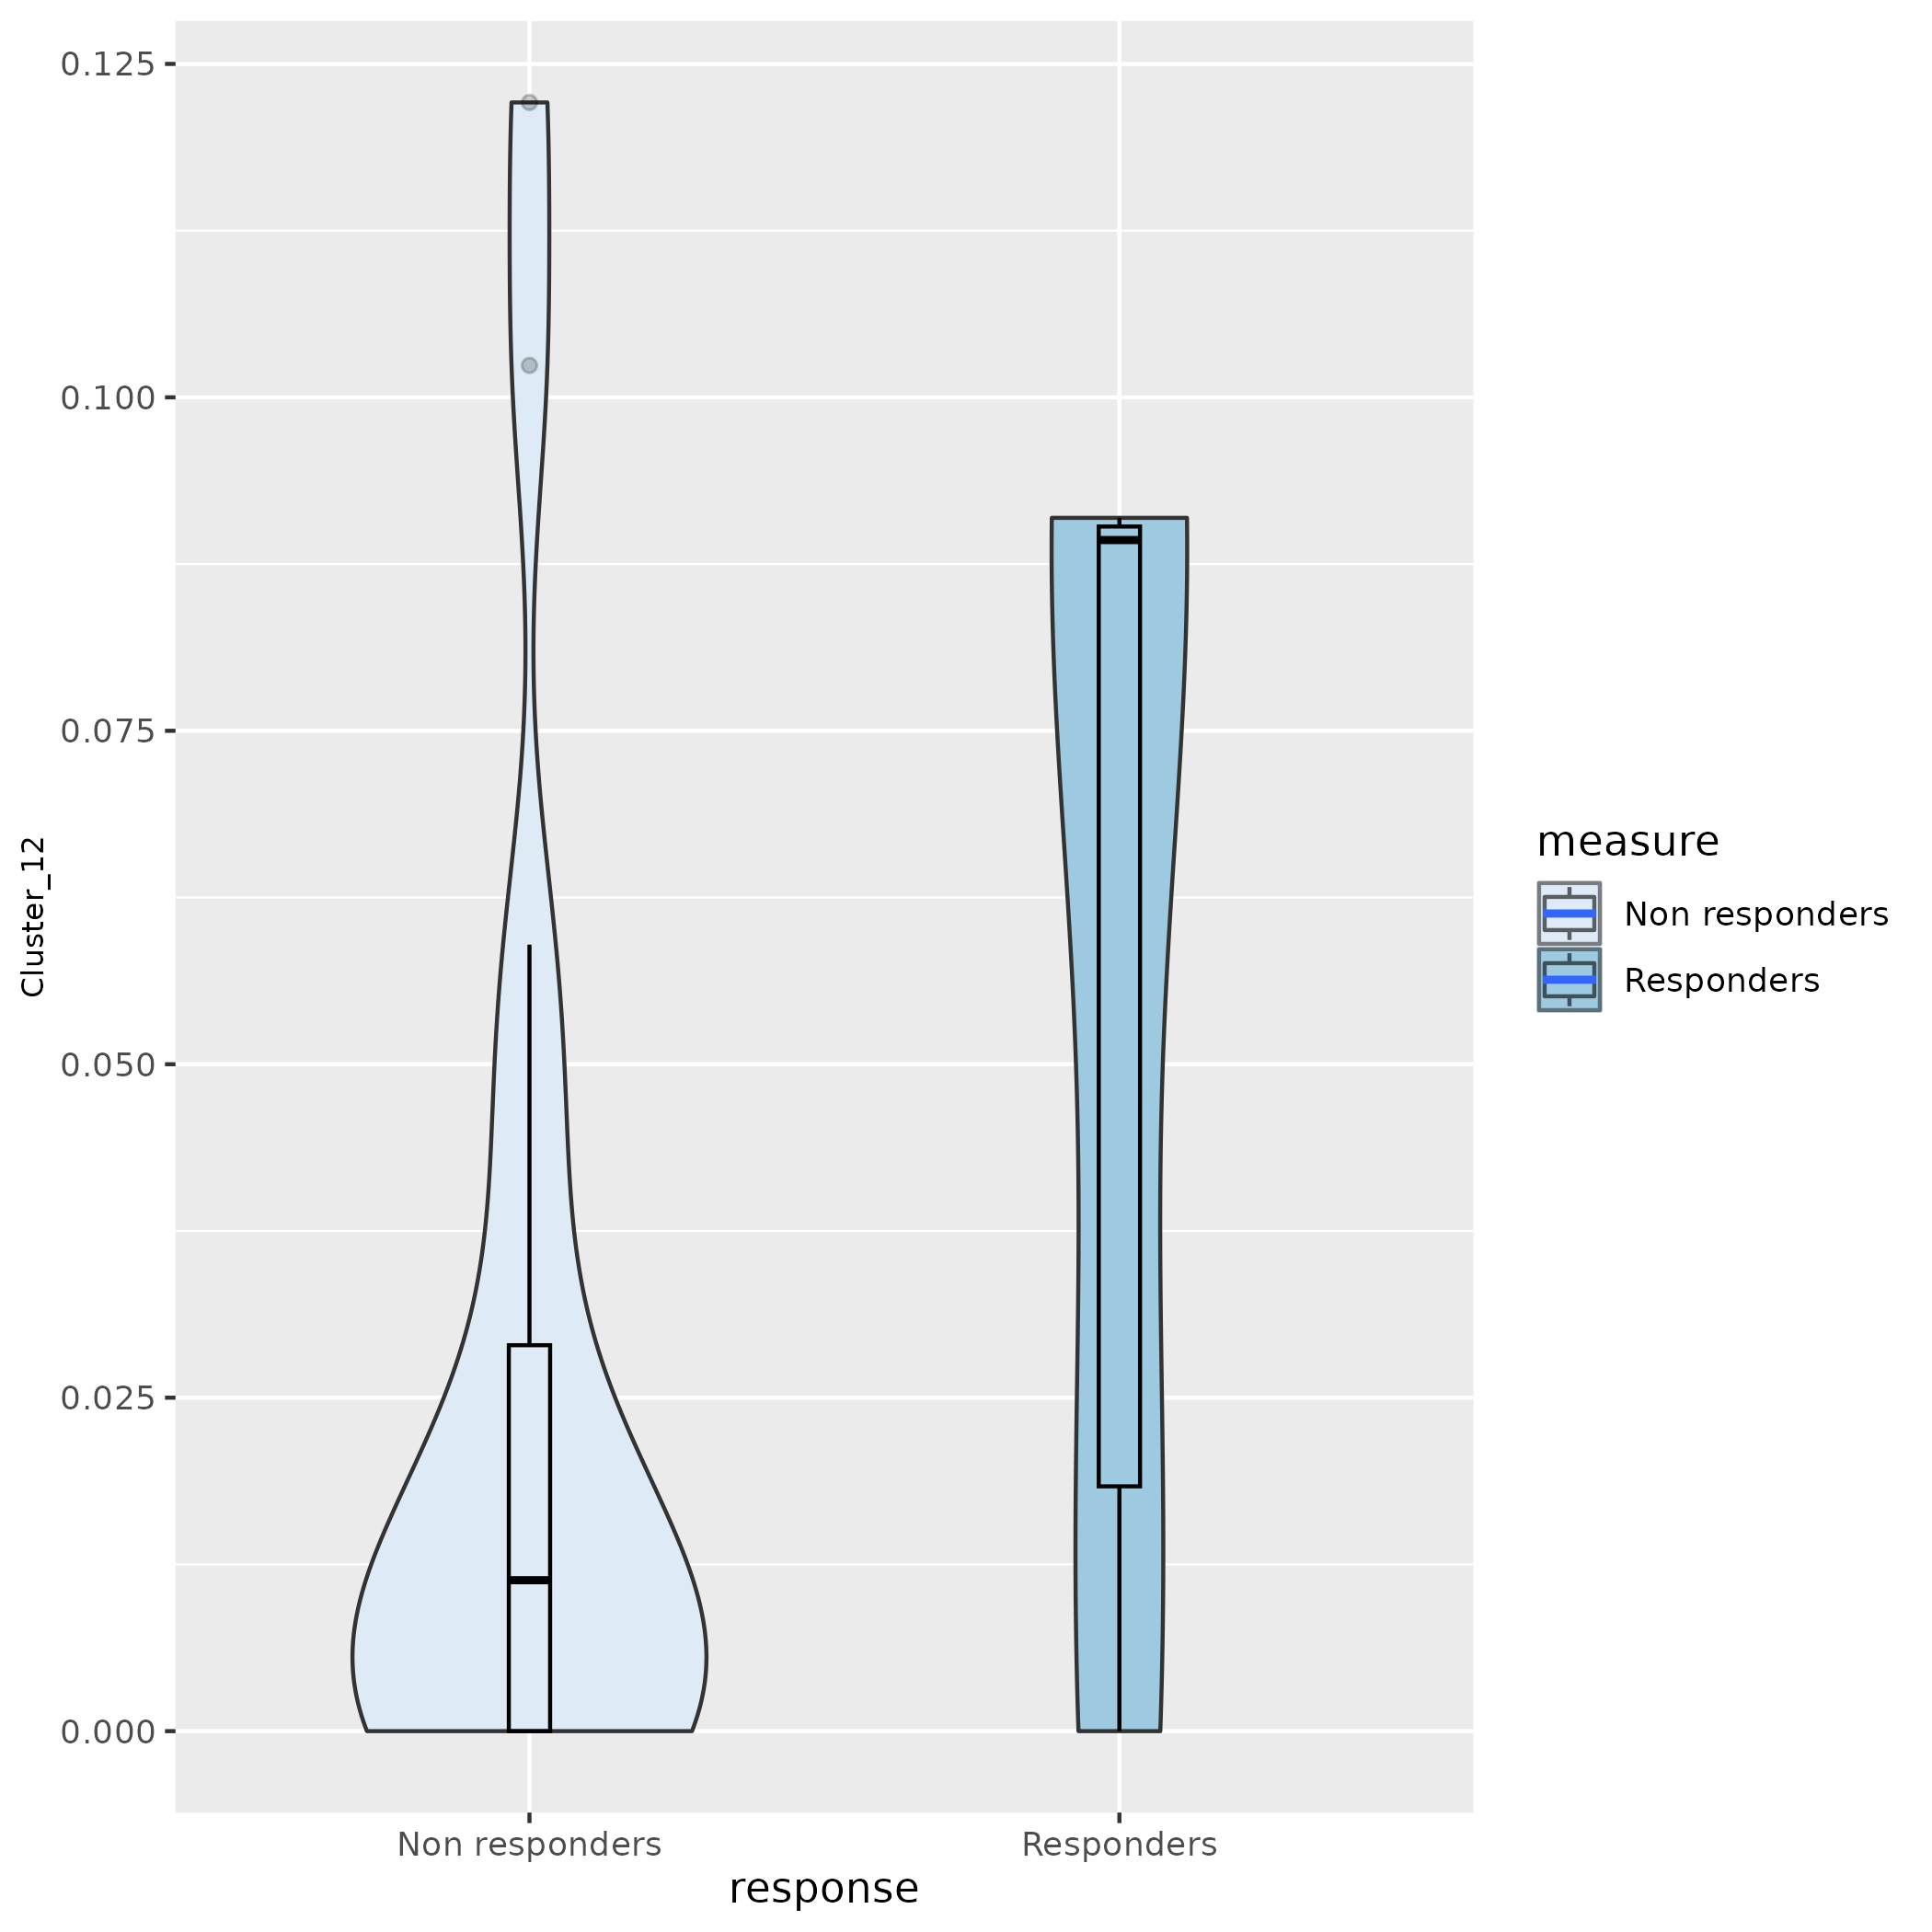 0.125
0.100
0.075
0.050
0.025
0.000
Cluster_12
Non responders
Responders
response
measure
Non responders
Responders